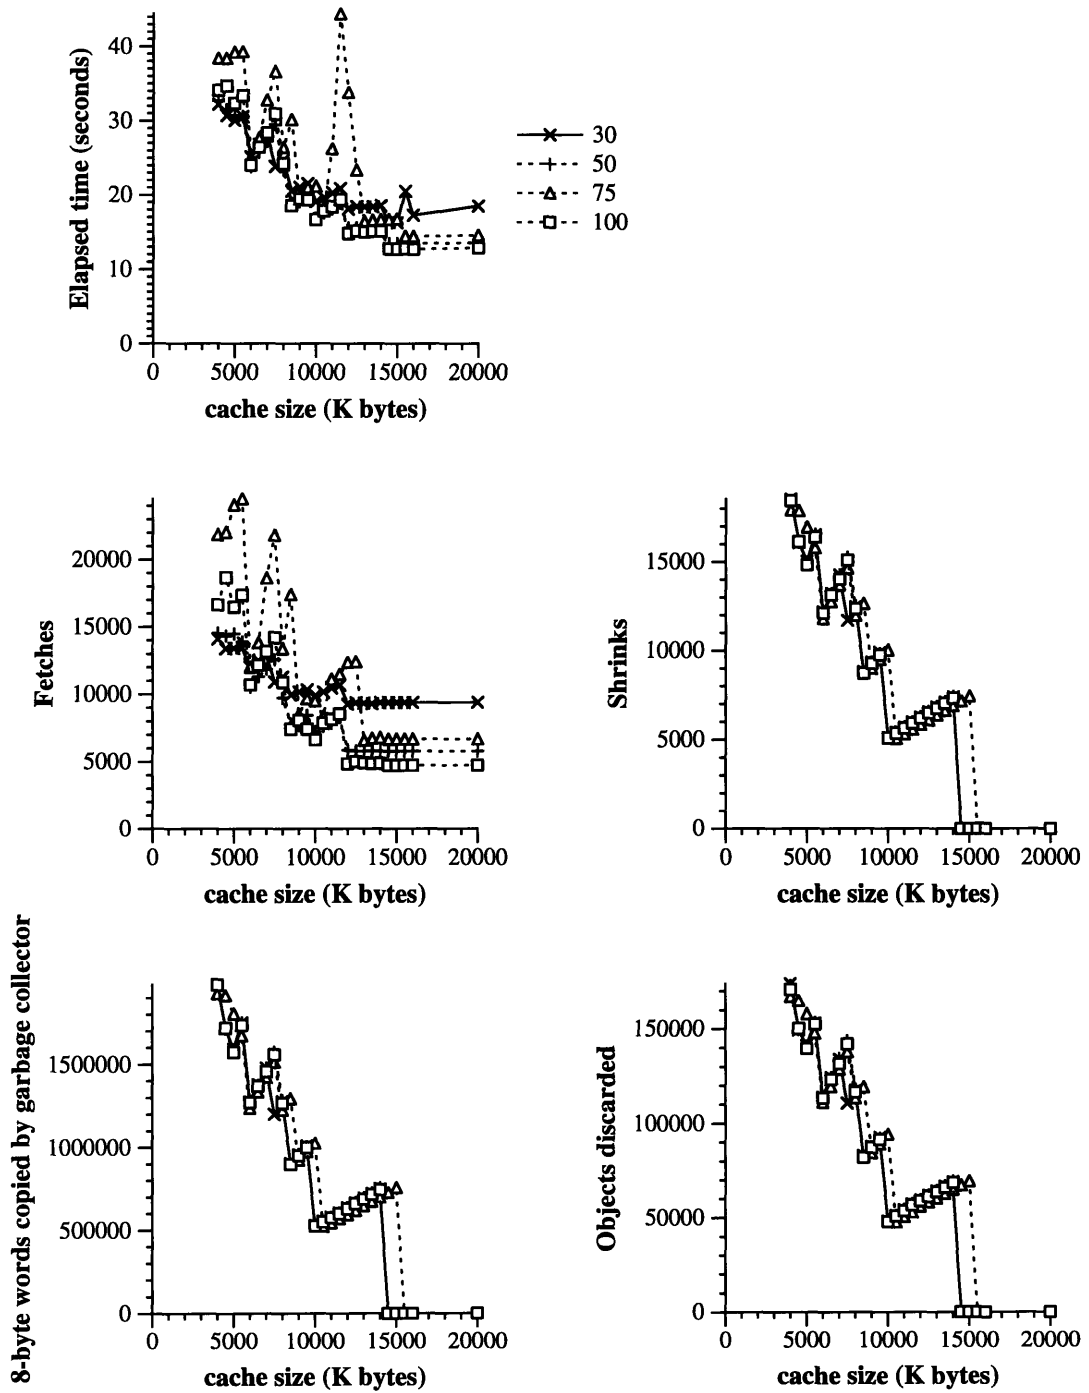 Elapsed time (seconds)
40
30
20
10
0
0 5000 10000 15000 20000
cache size (K bytes)
30
50
75
100
Fetches
20000
15000
10000
5000
0
0 5000 10000 15000 20000
cache size (K bytes)
Shrinks
15000
10000
5000
0
0 5000 10000 15000 20000
cache size (K bytes)
8-byte words copied by garbage collector
1500000
1000000
500000
0
0 5000 10000 15000 20000
cache size (K bytes)
Objects discarded
150000
100000
50000
0
0 5000 10000 15000 20000
cache size (K bytes)